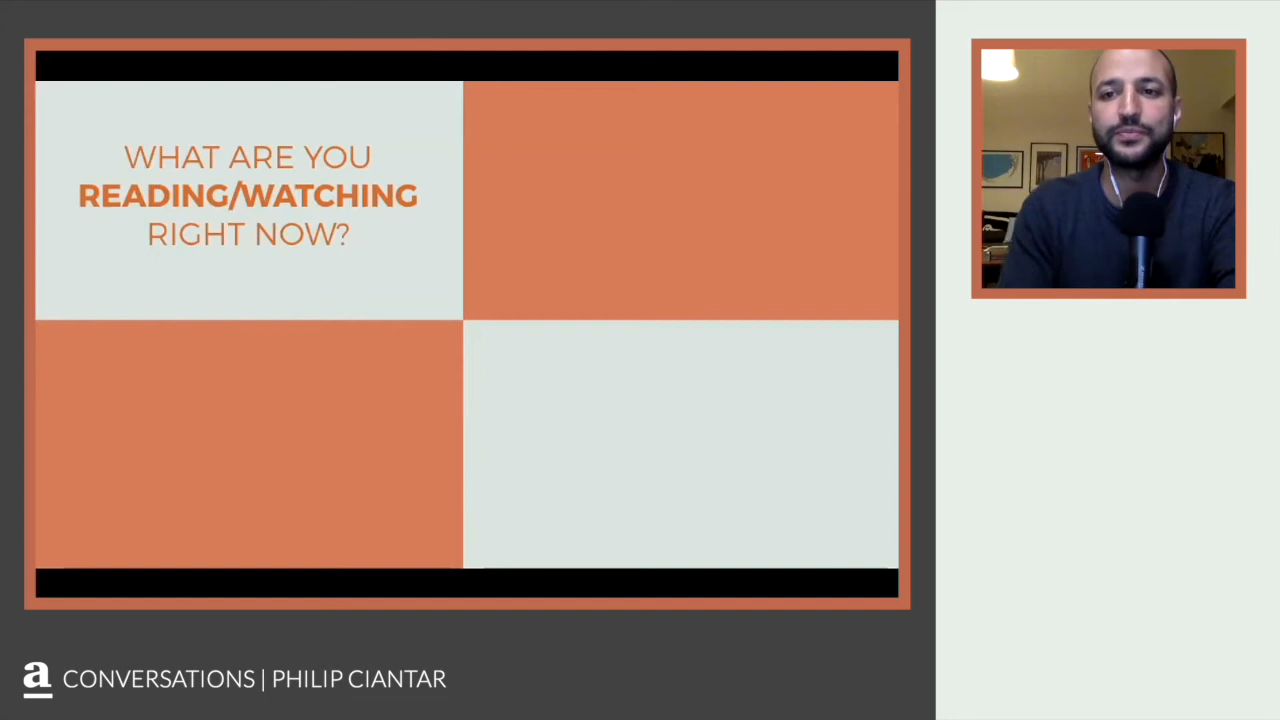 WHAT ARE YOU
READING/WATCHING
RIGHT NOW?
a CONVERSATIONS | PHILIP CIANTAR